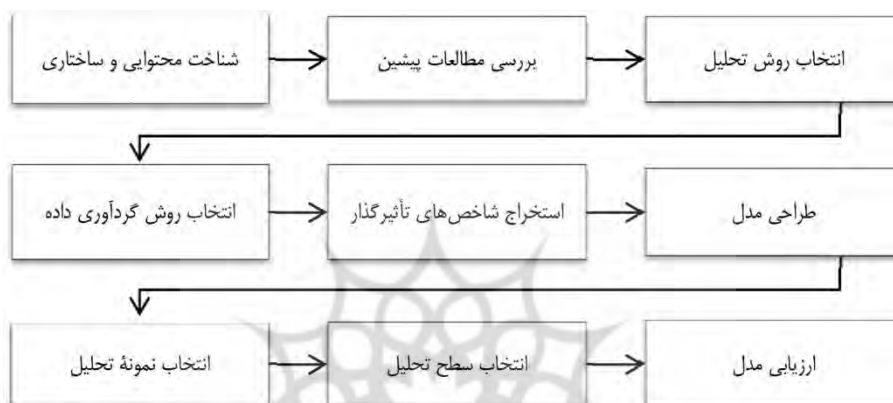 شناخت محتوایی و ساختاری
بررسی مطالعات پیشین
انتخاب روش تحلیل
انتخاب روش گردآوری داده
استخراج شاخص‌های تأثیرگذار
طراحی مدل
انتخاب نمونۀ تحلیل
انتخاب سطح تحلیل
ارزیابی مدل